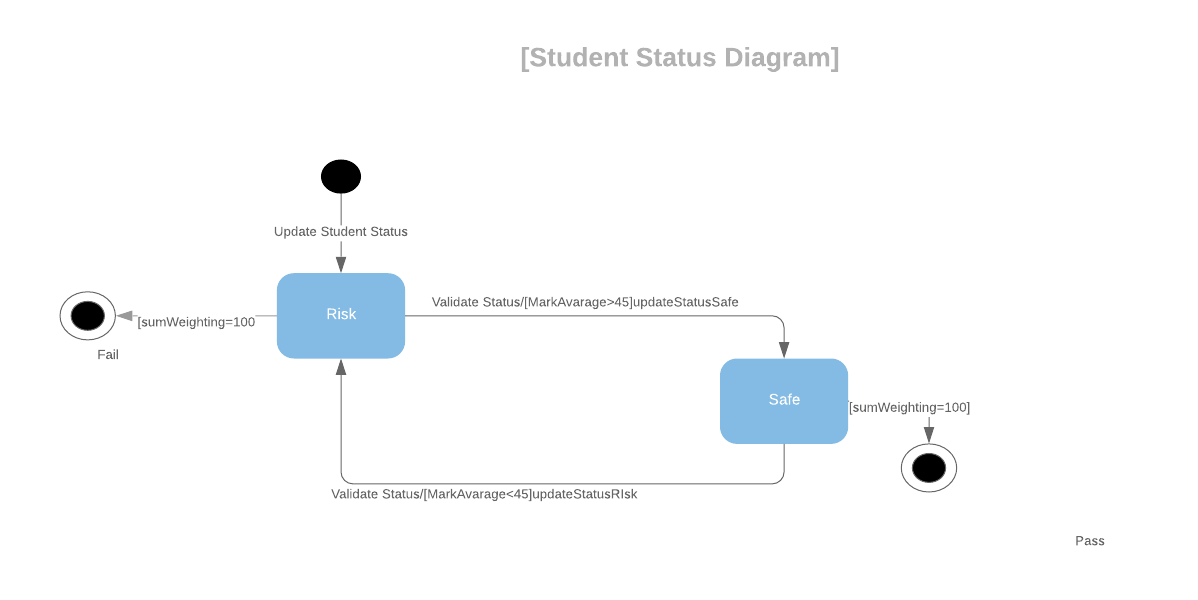 [Student Status Diagram]
Update Student Status
Validate Status/[MarkAvarage>45]updateStatusSafe
Risk
[sumWeighting=100
Fail
Safe
[sumWeighting=100]
Validate Status/[MarkAvarage<45]updateStatusRIsk
Pass